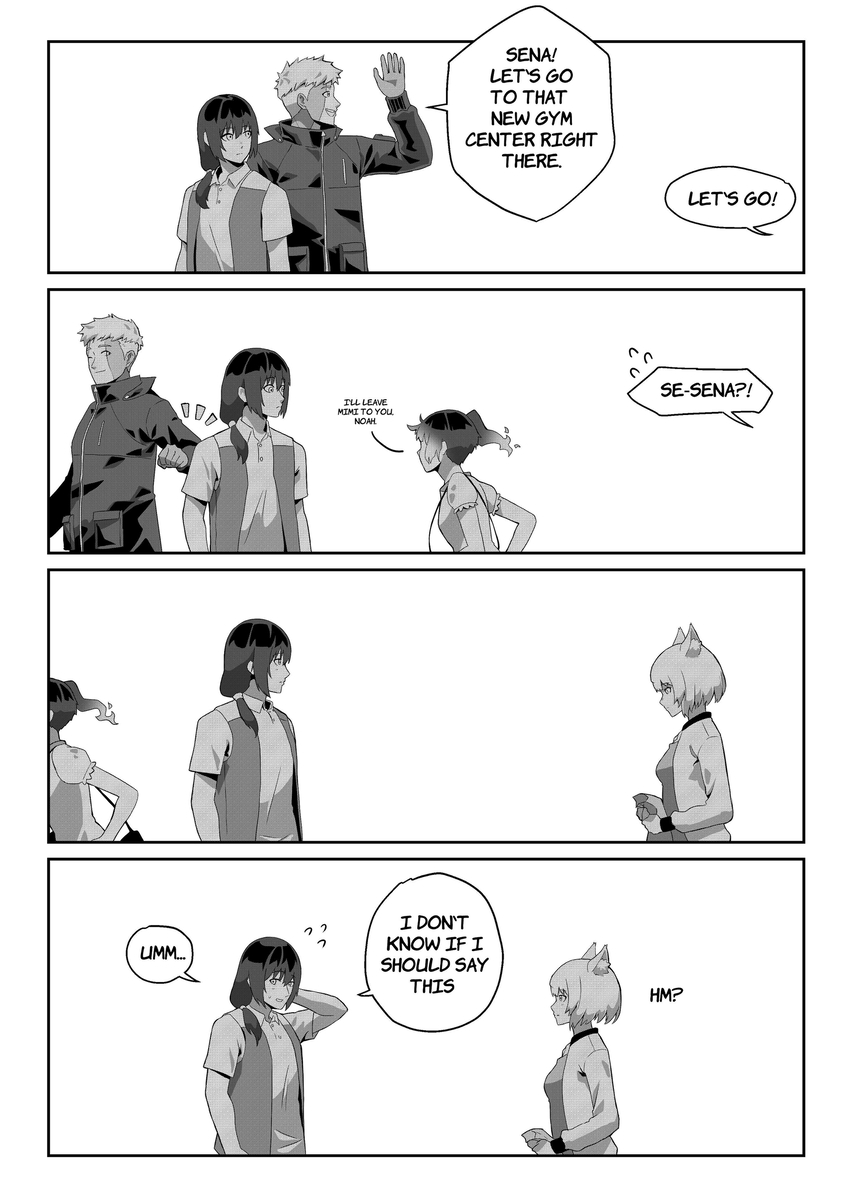 SENA!
LET'S GO
TO THAT
NEW GYM
CENTER RIGHT
THERE.
LET'S GO!
I'LL LEAVE
MIMI TO YOU,
NOAH.
SE-SENA?!
UMM...
I DON'T
KNOW IF I
SHOULD SAY
THIS
HM?